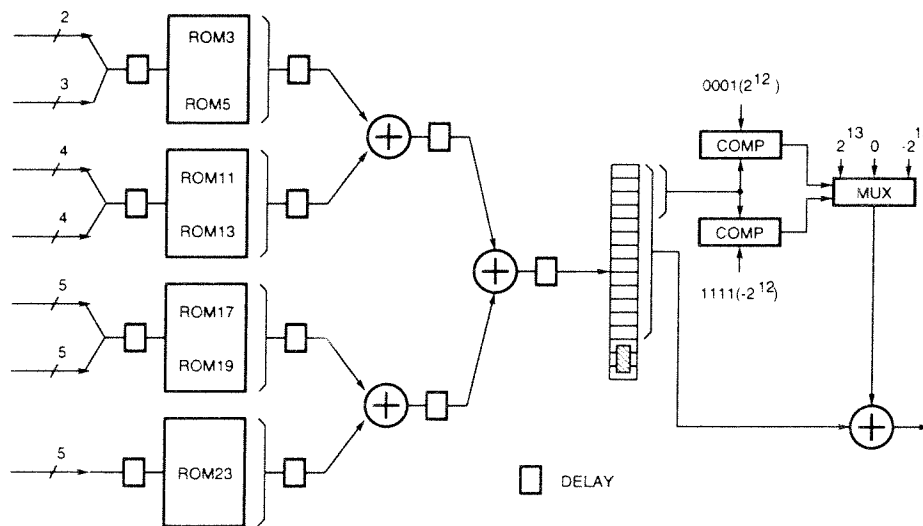 2
3
ROM3
ROM5
4
4
ROM11
ROM13
5
5
ROM17
ROM19
5
ROM23
0001(2^12)
COMP
COMP
1111(-2^12)
2^13 0 -2^1
MUX
DELAY